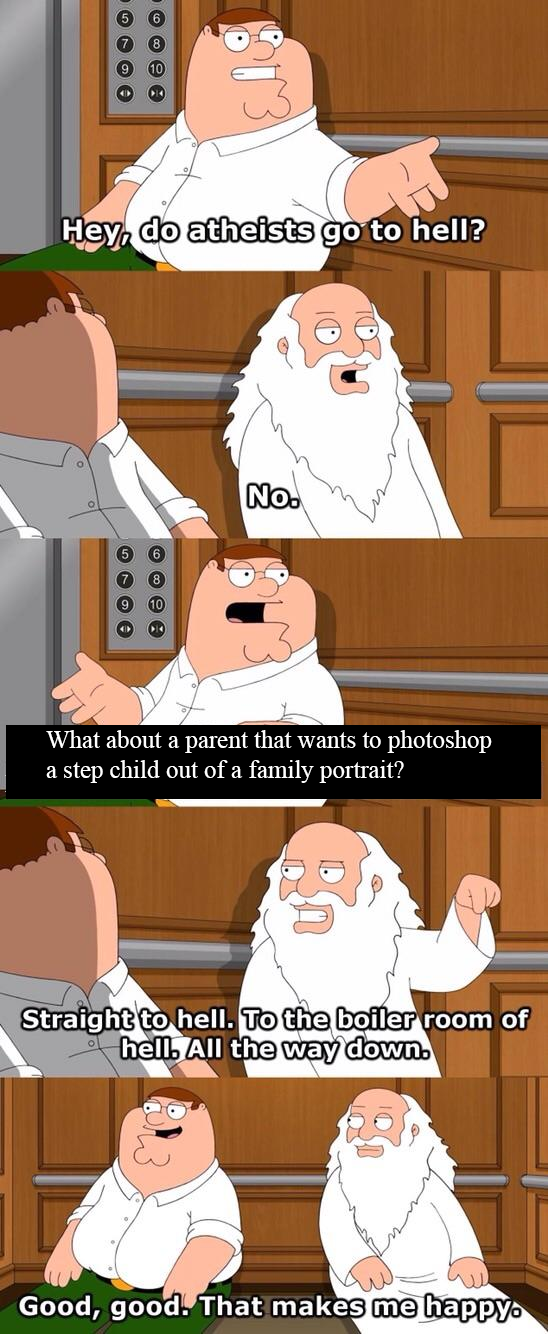 5 6
7 8
9 10
Hey, do atheists go to hell?
No.
5 6
7 8
9 10
What about a parent that wants to photoshop
a step child out of a family portrait?
Straight to hell. To the boiler room of
hell. All the way down.
Good, good. That makes me happy.